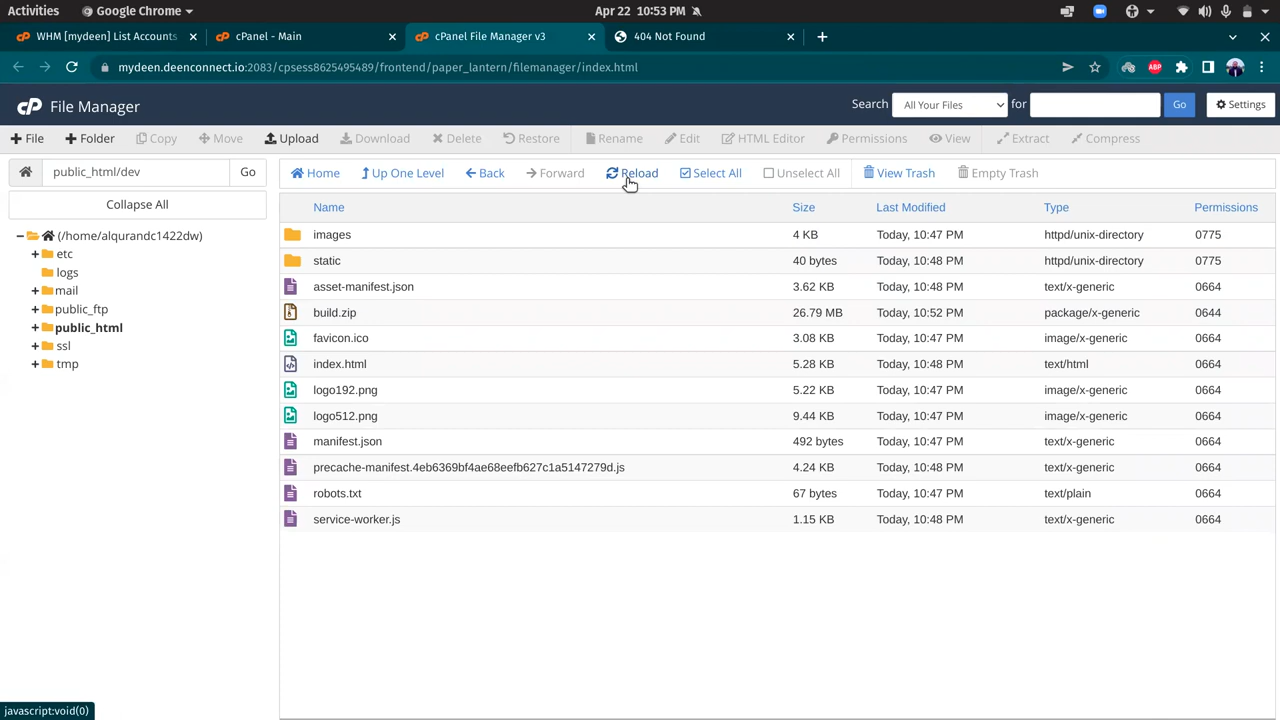 Activities
Google Chrome
Apr 22 10:53 PM
WHM [mydeen] List Accounts
cPanel - Main
cPanel File Manager v3
404 Not Found
mydeen.deenconnect.io:2083/cpsess8625495489/frontend/paper_lantern/filemanager/index.html
ABP
cP File Manager
Search All Your Files for Go Settings
File Folder Copy Move Upload Download Delete Restore Rename Edit HTML Editor Permissions View Extract Compress
public_html/dev Go
Home Up One Level Back Forward Reload Select All Unselect All View Trash Empty Trash
Collapse All
(/home/alqurandc1422dw)
etc
logs
mail
public_ftp
public_html
ssl
tmp
Name Size Last Modified Type Permissions
images 4 KB Today, 10:47 PM httpd/unix-directory 0775
static 40 bytes Today, 10:48 PM httpd/unix-directory 0775
asset-manifest.json 3.62 KB Today, 10:48 PM text/x-generic 0664
build.zip 26.79 MB Today, 10:52 PM package/x-generic 0644
favicon.ico 3.08 KB Today, 10:47 PM image/x-generic 0664
index.html 5.28 KB Today, 10:48 PM text/html 0664
logo192.png 5.22 KB Today, 10:47 PM image/x-generic 0664
logo512.png 9.44 KB Today, 10:47 PM image/x-generic 0664
manifest.json 492 bytes Today, 10:47 PM text/x-generic 0664
precache-manifest.4eb6369bf4ae68eefb627c1a5147279d.js 4.24 KB Today, 10:48 PM text/x-generic 0664
robots.txt 67 bytes Today, 10:47 PM text/plain 0664
service-worker.js 1.15 KB Today, 10:48 PM text/x-generic 0664
javascript:void(0)